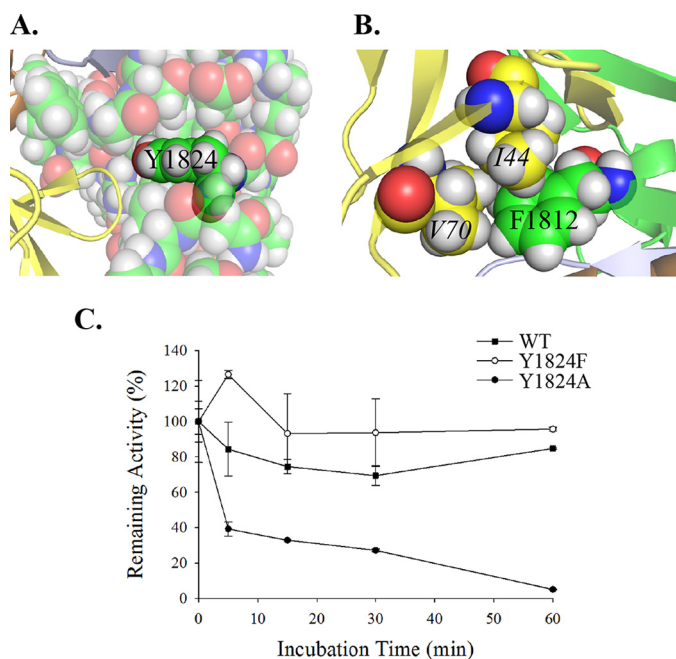 A.
B.
Y1824
I44
V70
F1812
C.
WT
Y1824F
Y1824A
140
120
100
80
60
40
20
0
Remaining Activity (%)
0 10 20 30 40 50 60
Incubation Time (min)